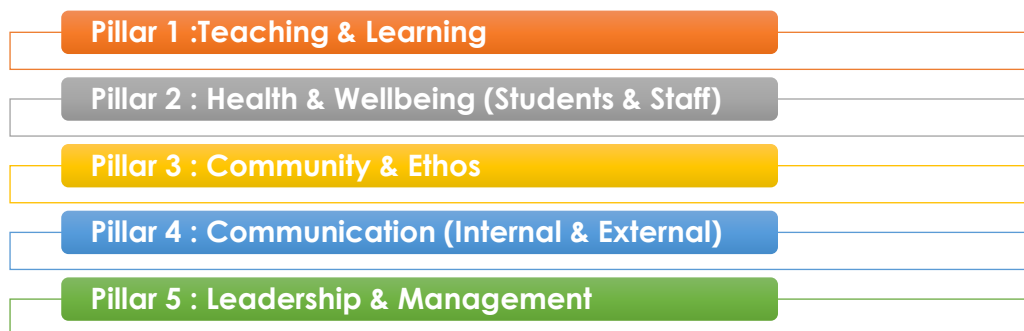 Pillar 1 :Teaching & Learning
Pillar 2 : Health & Wellbeing (Students & Staff)
Pillar 3 : Community & Ethos
Pillar 4 : Communication (Internal & External)
Pillar 5 : Leadership & Management